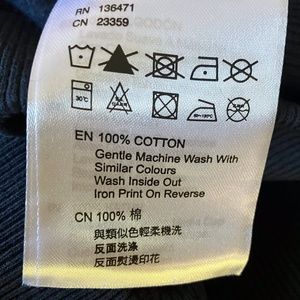 RN 136471
CN 23359
30℃
EN 100% COTTON
Gentle Machine Wash With
Similar Colours
Wash Inside Out
Iron Print On Reverse
CN 100% 棉
與類似色輕柔機洗
反面洗滌
反面熨燙印花